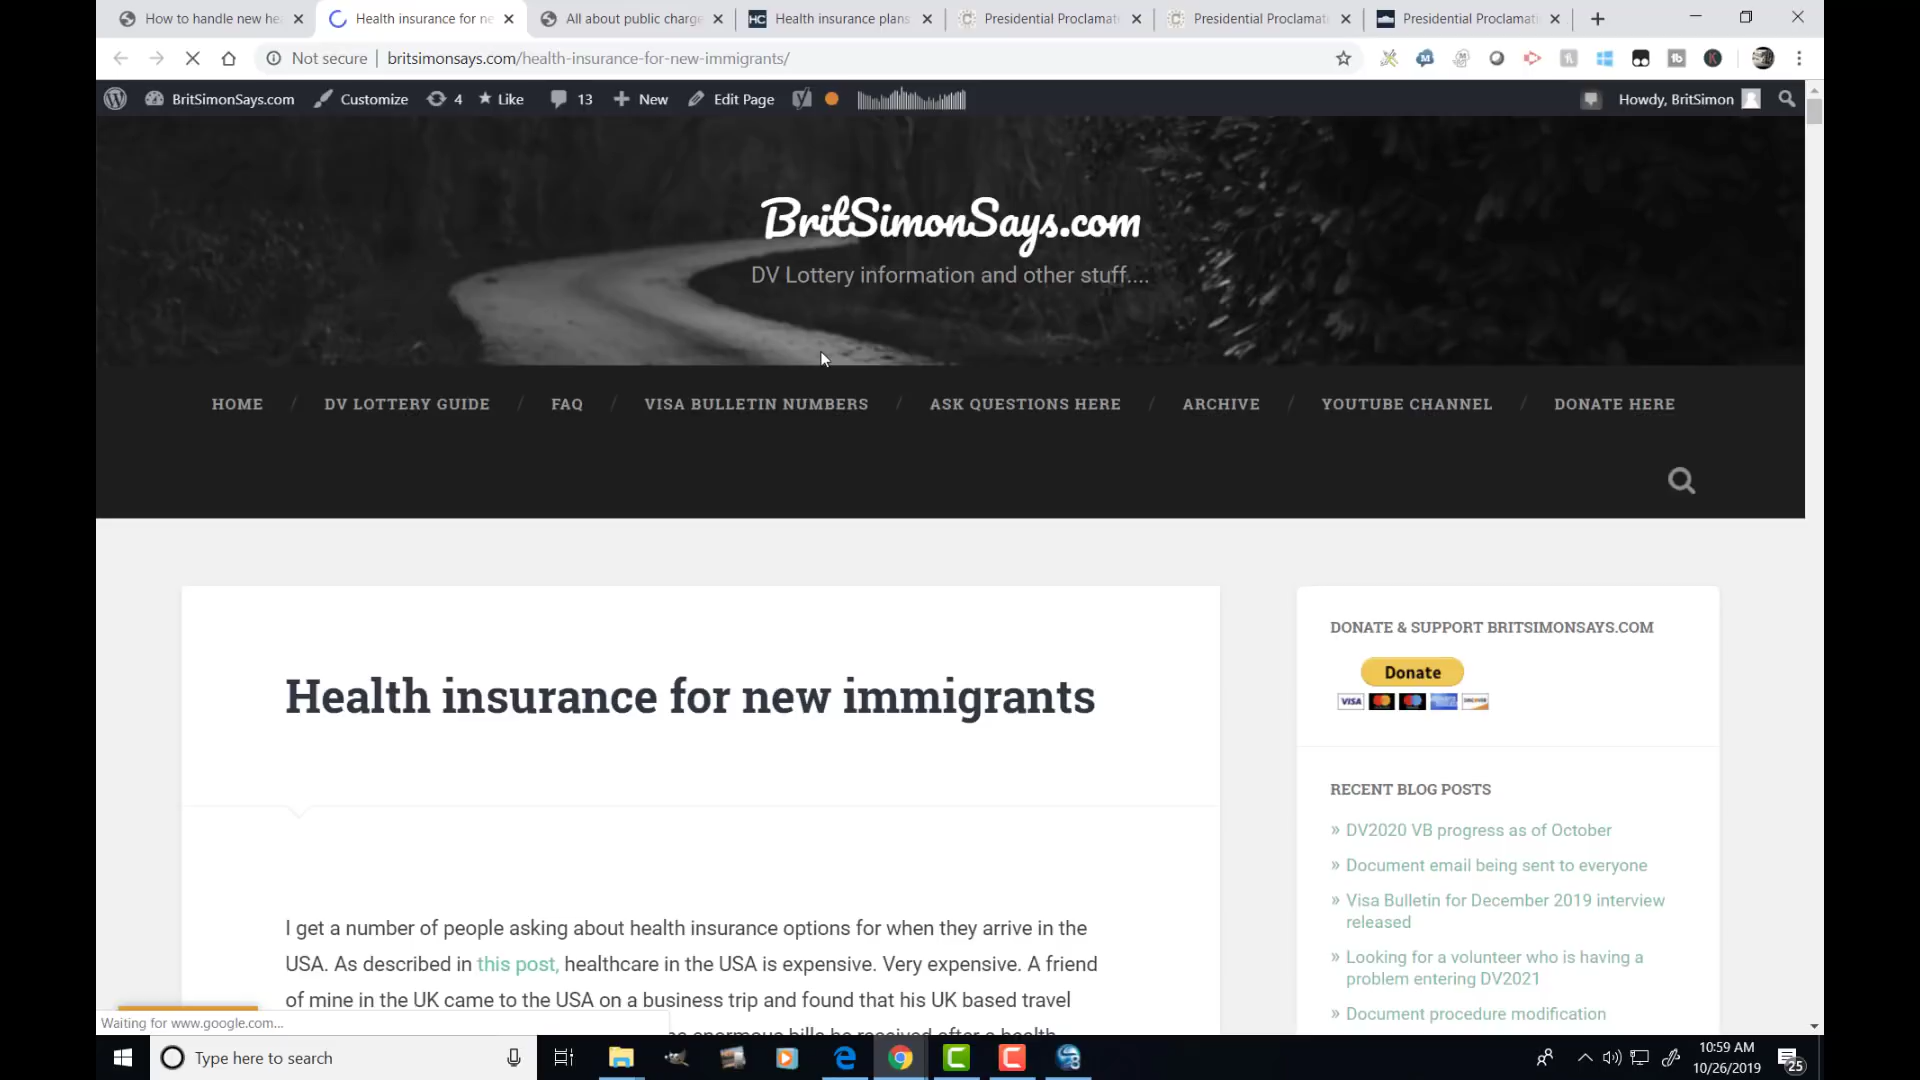 How to handle new he
Health insurance for ne
All about public charge
HC Health insurance plans
Presidential Proclamat
Presidential Proclamat
Presidential Proclamati
Not secure | britsimonsays.com/health-insurance-for-new-immigrants/
BritSimonSays.com Customize 4 Like 13 New Edit Page Howdy, BritSimon
BritSimonSays.com
DV Lottery information and other stuff....
HOME / DV LOTTERY GUIDE / FAQ / VISA BULLETIN NUMBERS / ASK QUESTIONS HERE / ARCHIVE / YOUTUBE CHANNEL / DONATE HERE
Health insurance for new immigrants
I get a number of people asking about health insurance options for when they arrive in the
USA. As described in this post, healthcare in the USA is expensive. Very expensive. A friend
of mine in the UK came to the USA on a business trip and found that his UK based travel
enormous bills he received after a health
DONATE & SUPPORT BRITSIMONSAYS.COM
Donate
VISA
DISCOVER
RECENT BLOG POSTS
» DV2020 VB progress as of October
» Document email being sent to everyone
» Visa Bulletin for December 2019 interview
released
» Looking for a volunteer who is having a
problem entering DV2021
» Document procedure modification
Waiting for www.google.com...
Type here to search
10:59 AM
10/26/2019
25